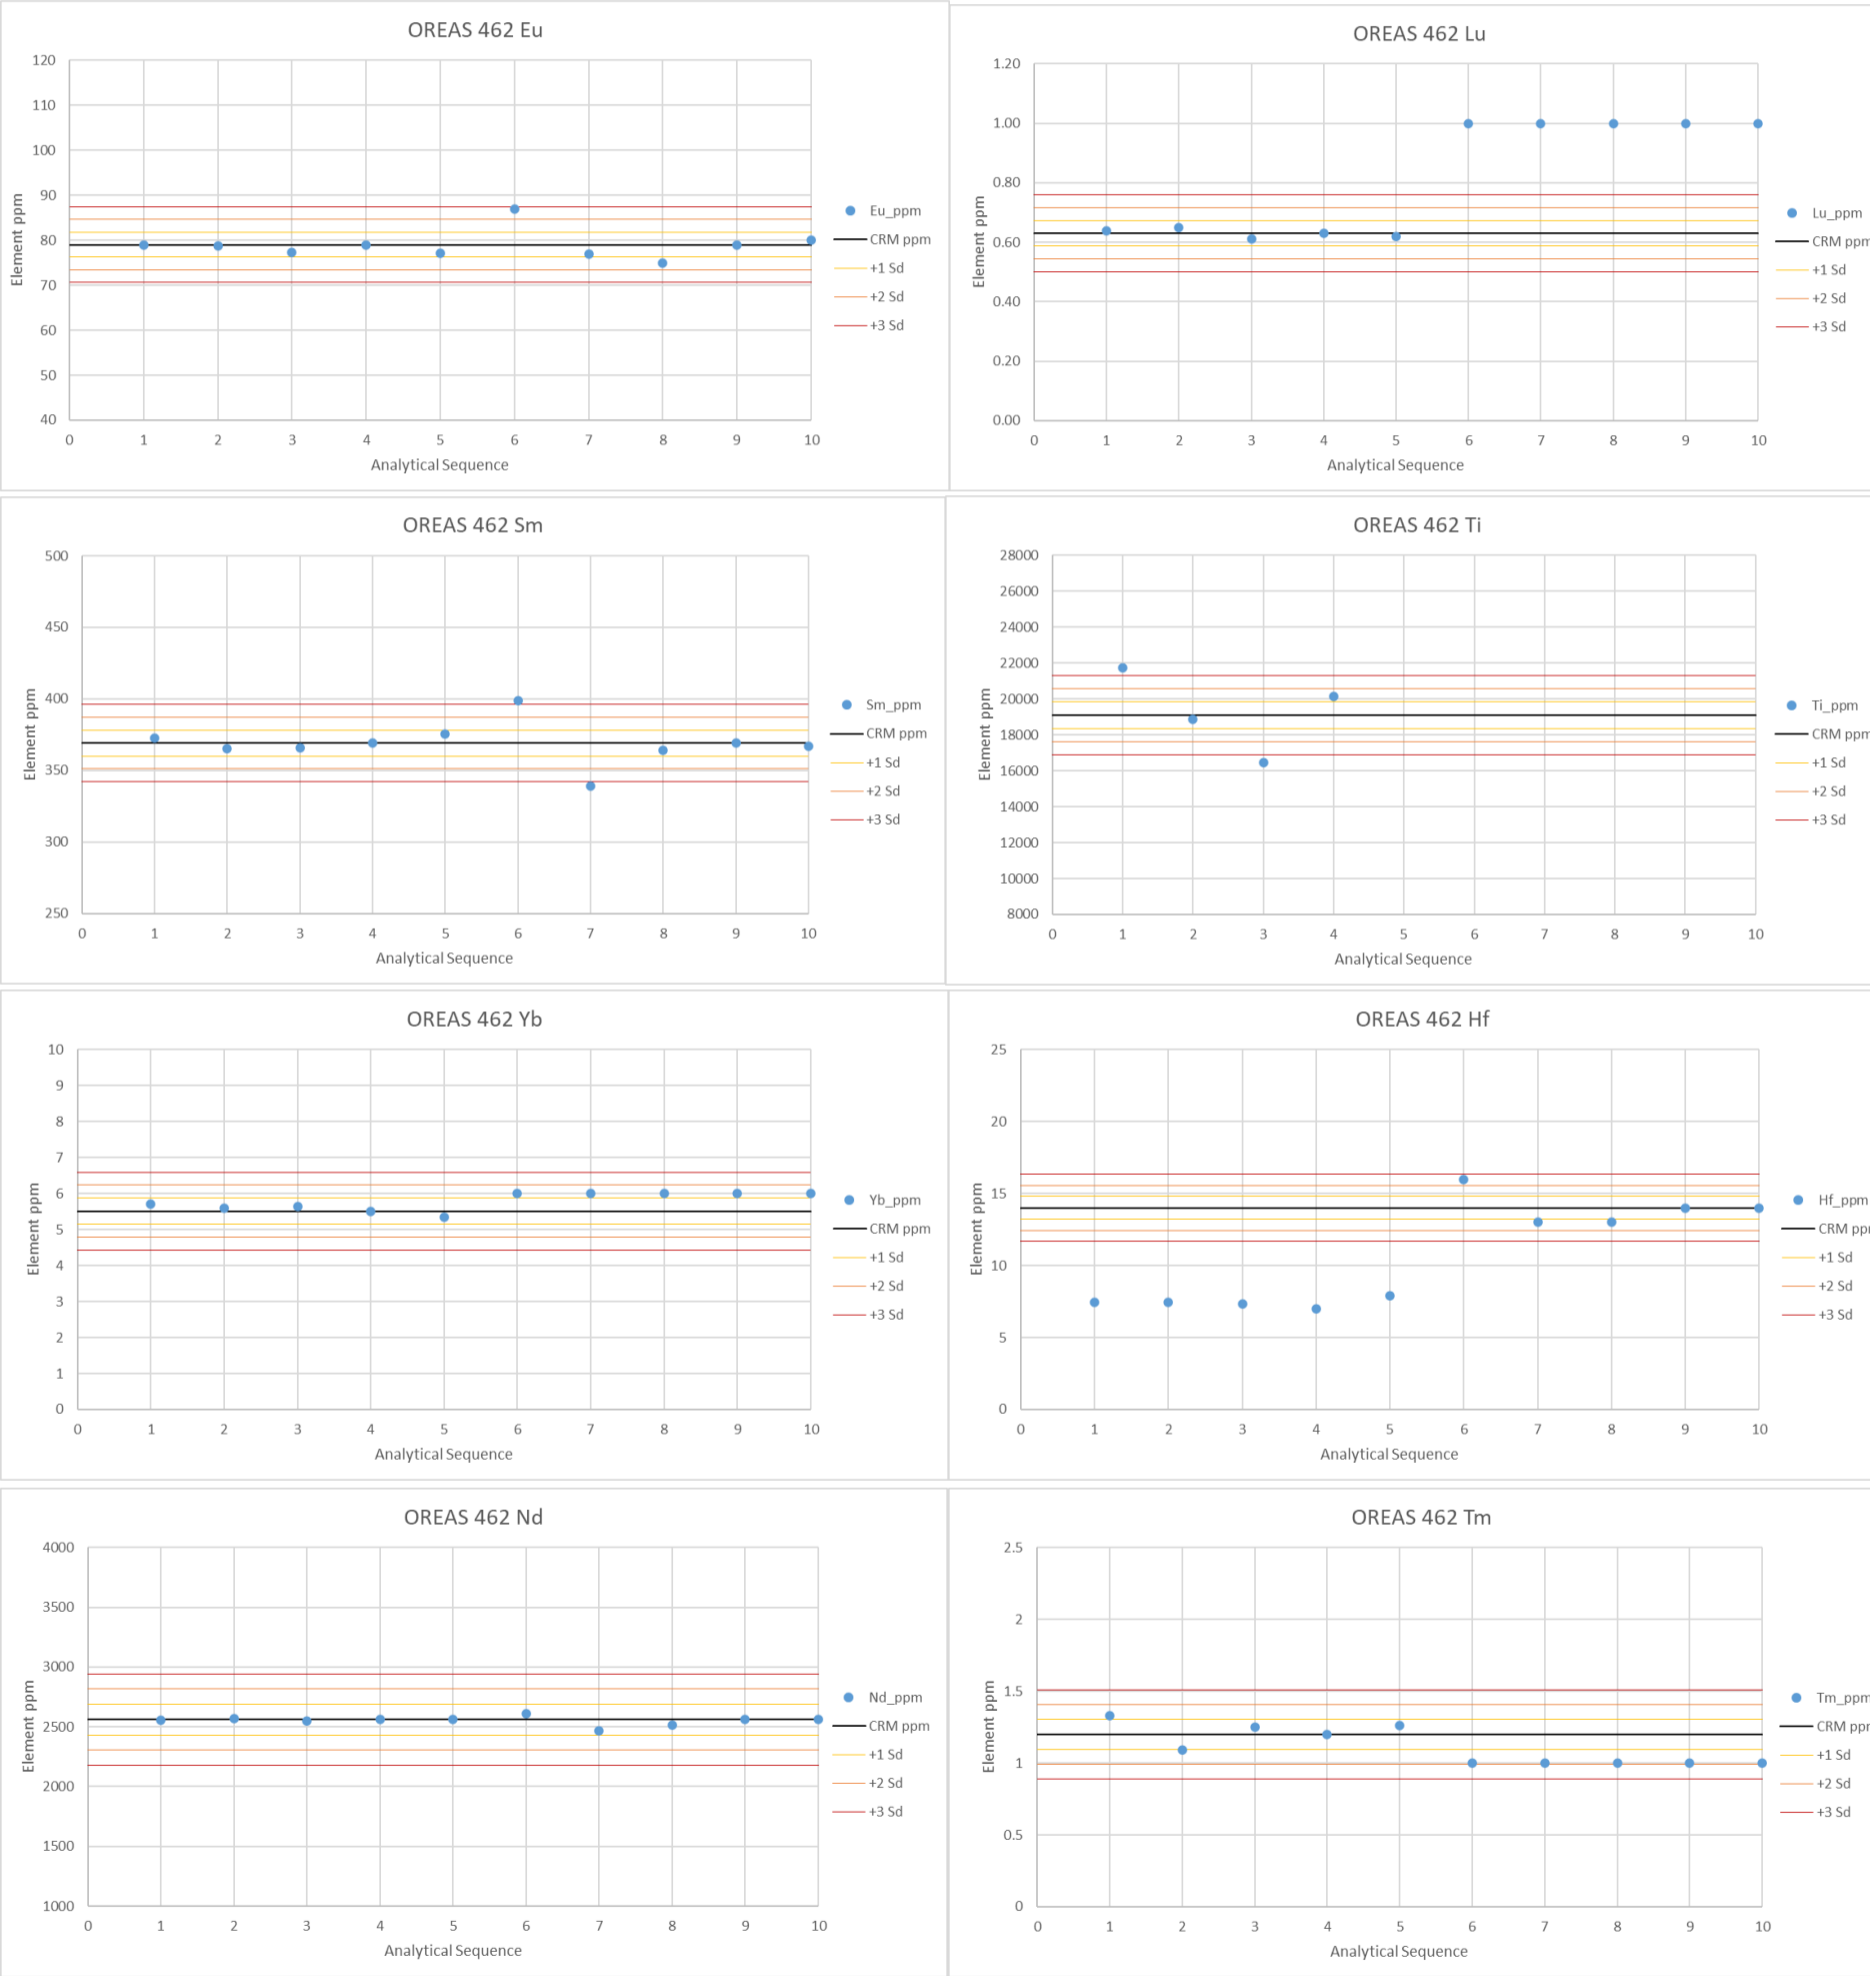 OREAS 462 Eu
120
110
100
90
80
70
60
50
40
Element ppm
0 1 2 3 4 5 6 7 8 9 10
Analytical Sequence
Eu_ppm
CRM ppm
+1 Sd
+2 Sd
+3 Sd
OREAS 462 Lu
1.20
1.00
0.80
0.60
0.40
0.20
0.00
Element ppm
0 1 2 3 4 5 6 7 8 9 10
Analytical Sequence
Lu_ppm
CRM ppm
+1 Sd
+2 Sd
+3 Sd
OREAS 462 Sm
500
450
400
350
300
250
Element ppm
0 1 2 3 4 5 6 7 8 9 10
Analytical Sequence
Sm_ppm
CRM ppm
+1 Sd
+2 Sd
+3 Sd
OREAS 462 Ti
28000
26000
24000
22000
20000
18000
16000
14000
12000
10000
8000
Element ppm
0 1 2 3 4 5 6 7 8 9 10
Analytical Sequence
Ti_ppm
CRM ppm
+1 Sd
+2 Sd
+3 Sd
OREAS 462 Yb
10
9
8
7
6
5
4
3
2
1
0
Element ppm
0 1 2 3 4 5 6 7 8 9 10
Analytical Sequence
Yb_ppm
CRM ppm
+1 Sd
+2 Sd
+3 Sd
OREAS 462 Hf
25
20
15
10
5
0
Element ppm
0 1 2 3 4 5 6 7 8 9 10
Analytical Sequence
Hf_ppm
CRM ppm
+1 Sd
+2 Sd
+3 Sd
OREAS 462 Nd
4000
3500
3000
2500
2000
1500
1000
Element ppm
0 1 2 3 4 5 6 7 8 9 10
Analytical Sequence
Nd_ppm
CRM ppm
+1 Sd
+2 Sd
+3 Sd
OREAS 462 Tm
2.5
2
1.5
1
0.5
0
Element ppm
0 1 2 3 4 5 6 7 8 9 10
Analytical Sequence
Tm_ppm
CRM ppm
+1 Sd
+2 Sd
+3 Sd